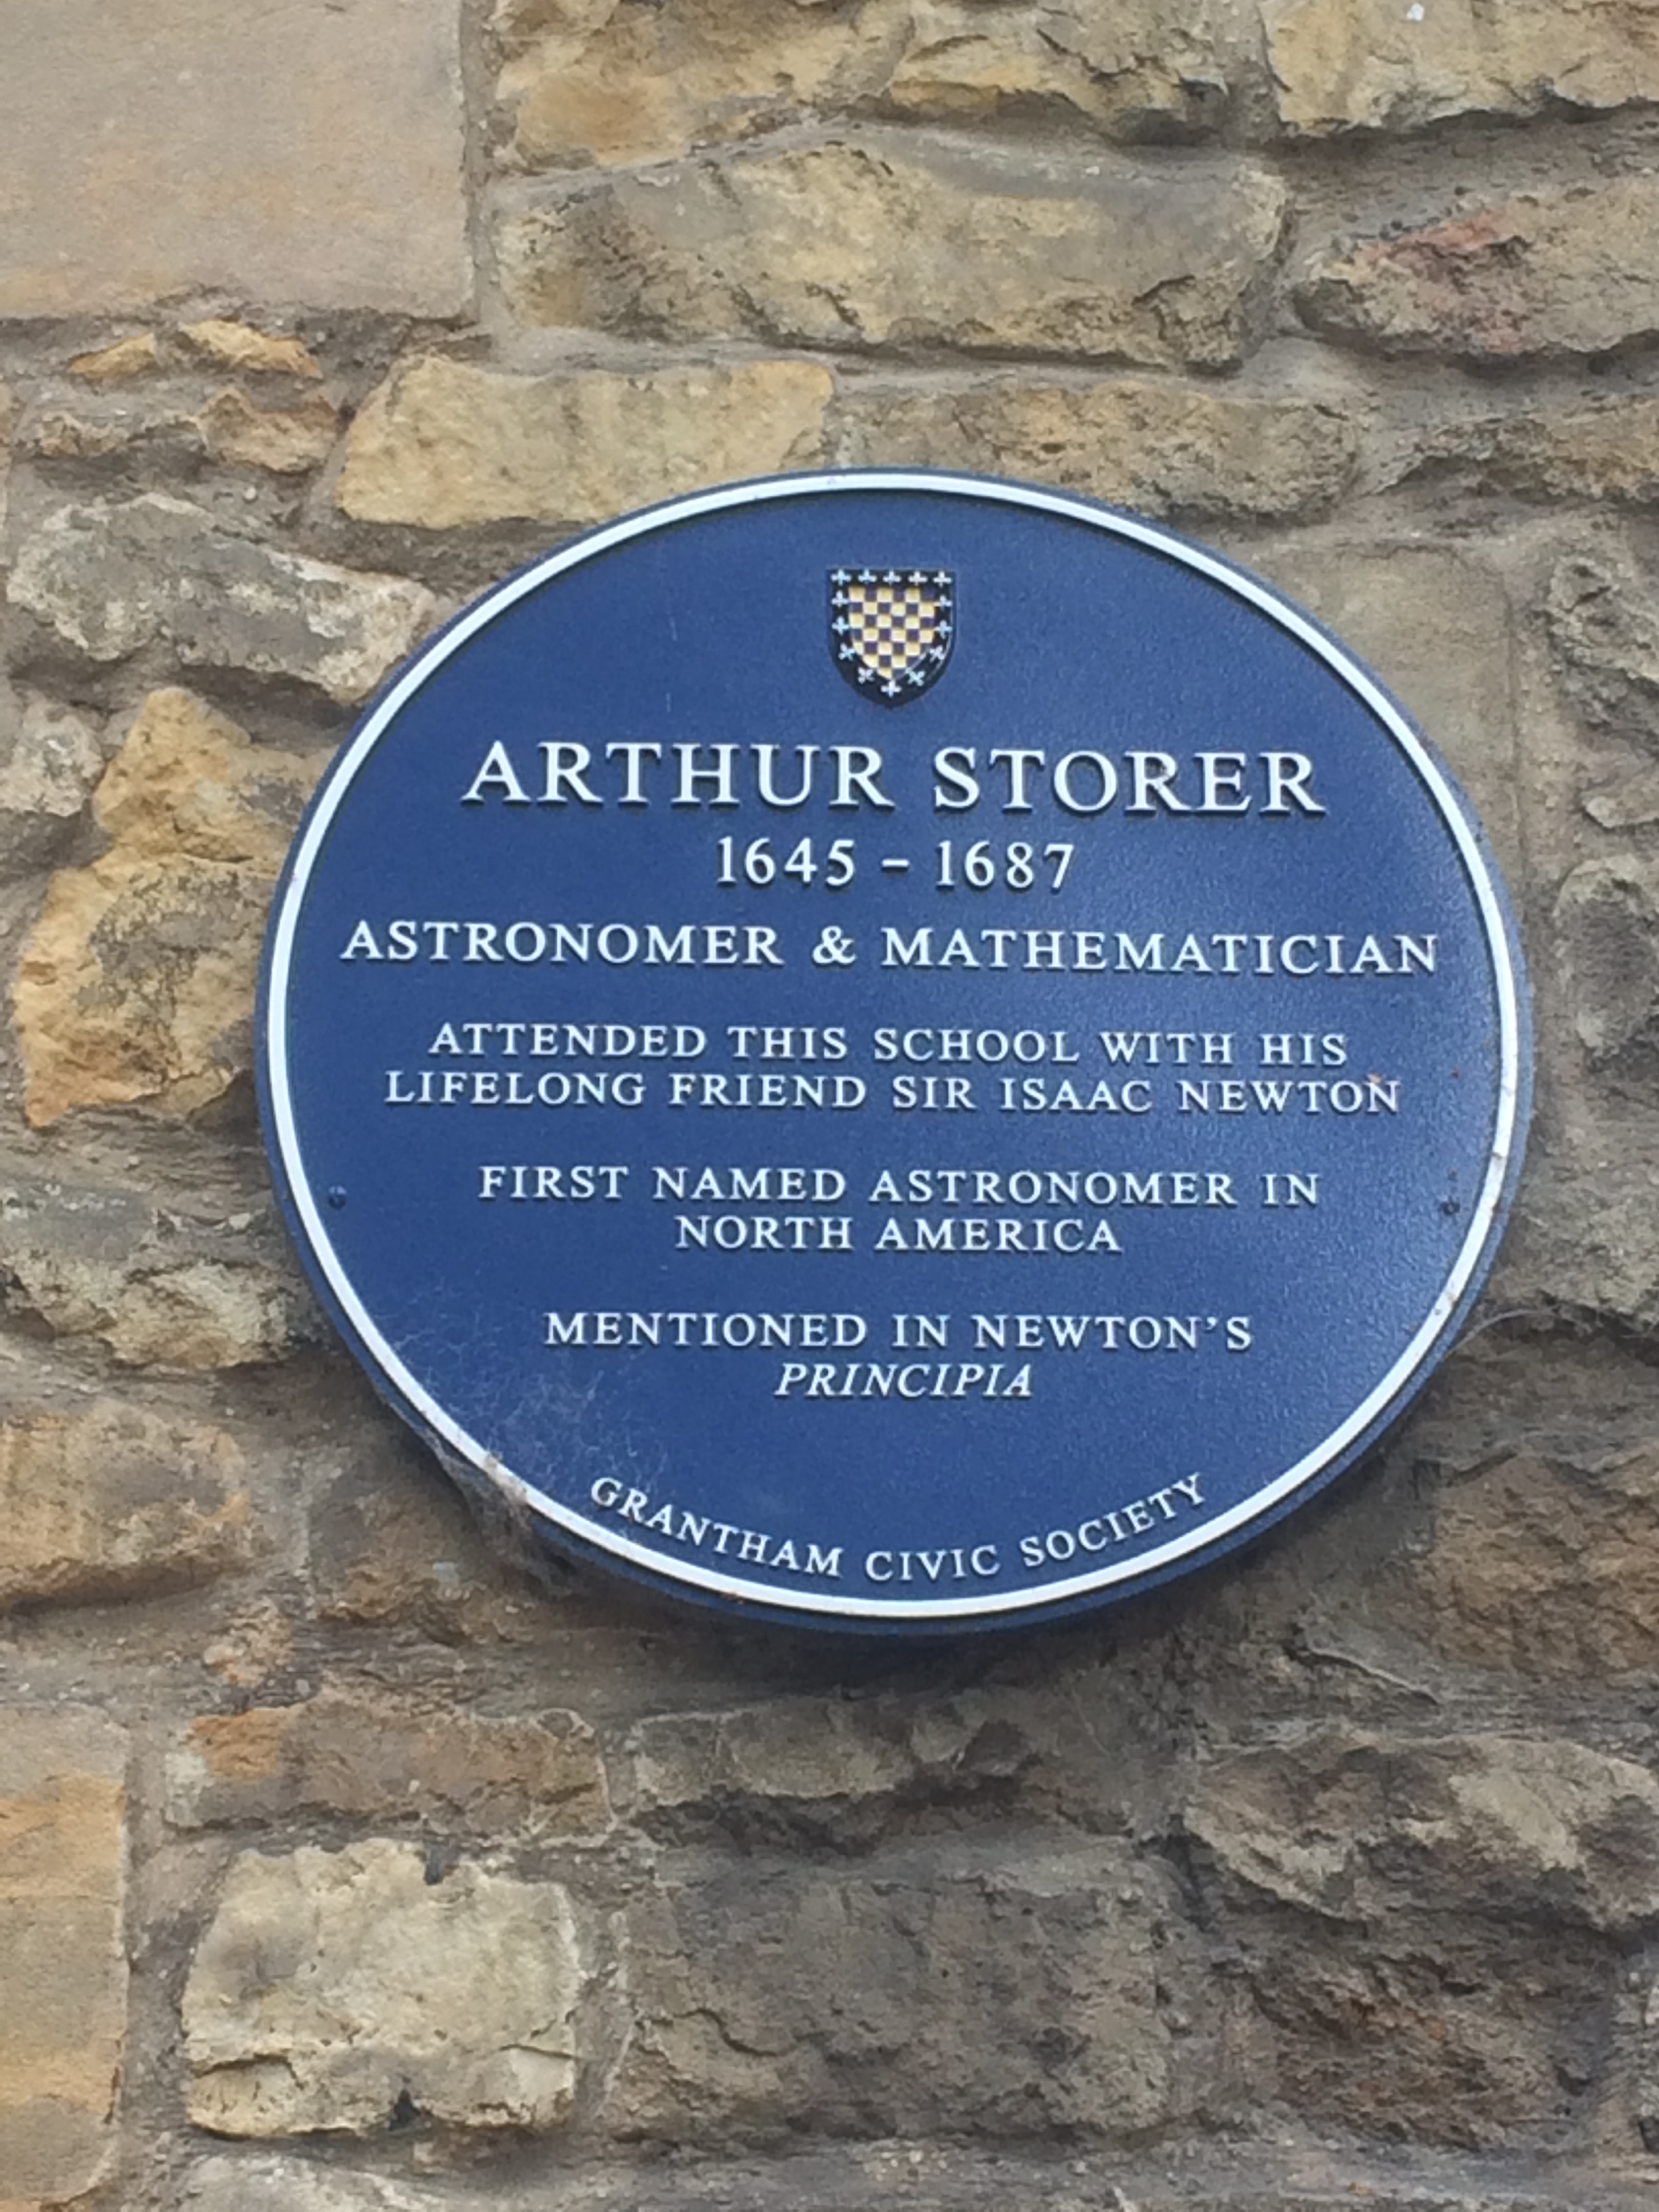 ARTHUR STORER
1645 – 1687
ASTRONOMER & MATHEMATICIAN
ATTENDED THIS SCHOOL WITH HIS
LIFELONG FRIEND SIR ISAAC NEWTON
FIRST NAMED ASTRONOMER IN
NORTH AMERICA
MENTIONED IN NEWTON'S
PRINCIPIA
GRANTHAM CIVIC SOCIETY